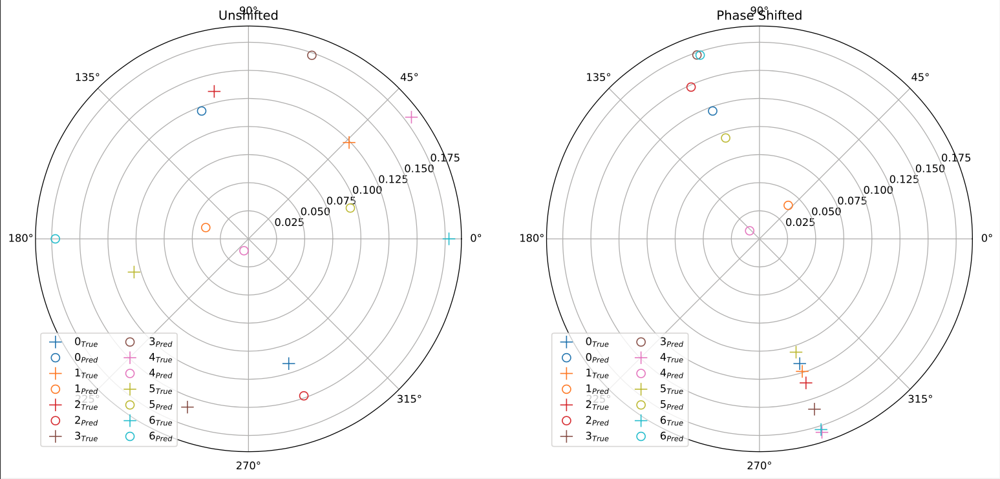 Unshifted
90°
135°
45°
180°
0°
225°
315°
270°
0.025
0.050
0.075
0.100
0.125
0.150
0.175
0True
0Pred
1True
1Pred
2True
2Pred
3True
3Pred
4True
4Pred
5True
5Pred
6True
6Pred
Phase Shifted
90°
135°
45°
180°
0°
225°
315°
270°
0.025
0.050
0.075
0.100
0.125
0.150
0.175
0True
0Pred
1True
1Pred
2True
2Pred
3True
3Pred
4True
4Pred
5True
5Pred
6True
6Pred